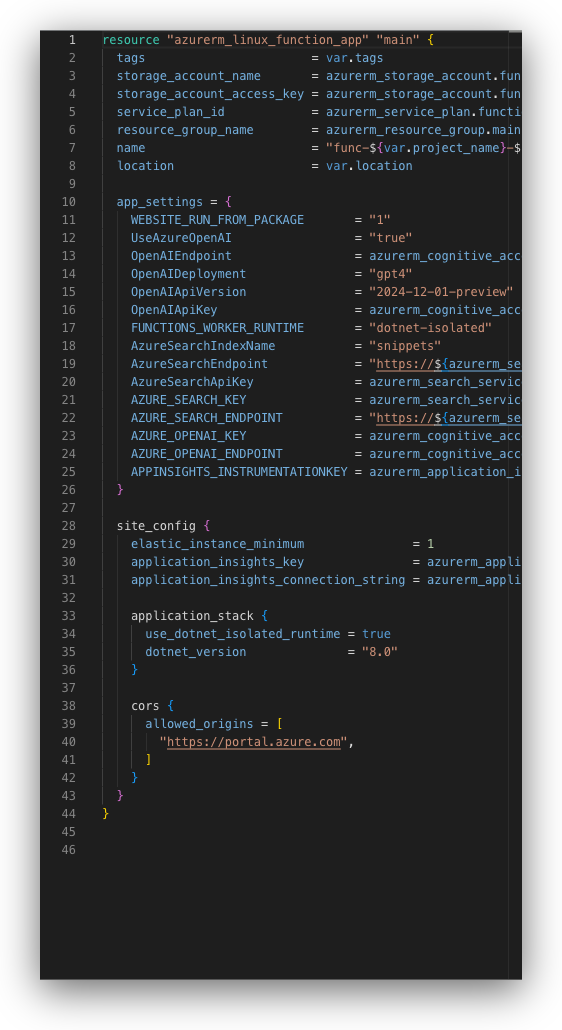 1 resource "azurerm_linux_function_app" "main" {
2 tags = var.tags
3 storage_account_name = azurerm_storage_account.fun
4 storage_account_access_key = azurerm_storage_account.fun
5 service_plan_id = azurerm_service_plan.functi
6 resource_group_name = azurerm_resource_group.main
7 name = "func-${var.project_name}-$
8 location = var.location
9
10 app_settings = {
11 WEBSITE_RUN_FROM_PACKAGE = "1"
12 UseAzureOpenAI = "true"
13 OpenAIEndpoint = azurerm_cognitive_acc
14 OpenAIDeployment = "gpt4"
15 OpenAIApiVersion = "2024-12-01-preview"
16 OpenAIApiKey = azurerm_cognitive_acc
17 FUNCTIONS_WORKER_RUNTIME = "dotnet-isolated"
18 AzureSearchIndexName = "snippets"
19 AzureSearchEndpoint = "https://${azurerm_se
20 AzureSearchApiKey = azurerm_search_servic
21 AZURE_SEARCH_KEY = azurerm_search_servic
22 AZURE_SEARCH_ENDPOINT = "https://${azurerm_se
23 AZURE_OPENAI_KEY = azurerm_cognitive_acc
24 AZURE_OPENAI_ENDPOINT = azurerm_cognitive_acc
25 APPINSIGHTS_INSTRUMENTATIONKEY = azurerm_application_i
26 }
27
28 site_config {
29 elastic_instance_minimum = 1
30 application_insights_key = azurerm_appli
31 application_insights_connection_string = azurerm_appli
32
33 application_stack {
34 use_dotnet_isolated_runtime = true
35 dotnet_version = "8.0"
36 }
37
38 cors {
39 allowed_origins = [
40 "https://portal.azure.com",
41 ]
42 }
43 }
44 }
45
46